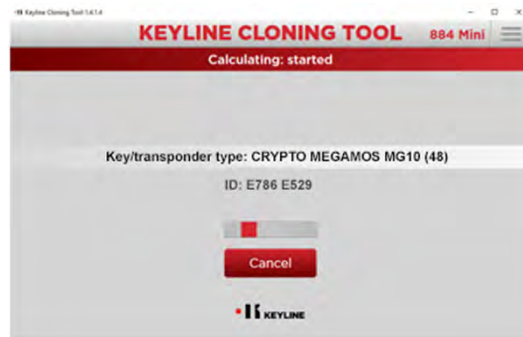 Keyline Cloning Tool 1.4.1.4
KEYLINE CLONING TOOL 884 Mini
Calculating: started
Key/transponder type: CRYPTO MEGAMOS MG10 (48)
ID: E786 E529
Cancel
KEYLINE